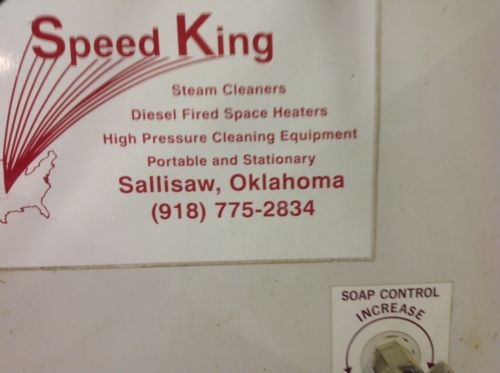 Speed King
Steam Cleaners
Diesel Fired Space Heaters
High Pressure Cleaning Equipment
Portable and Stationary
Sallisaw, Oklahoma
(918) 775-2834
SOAP CONTROL
INCREASE